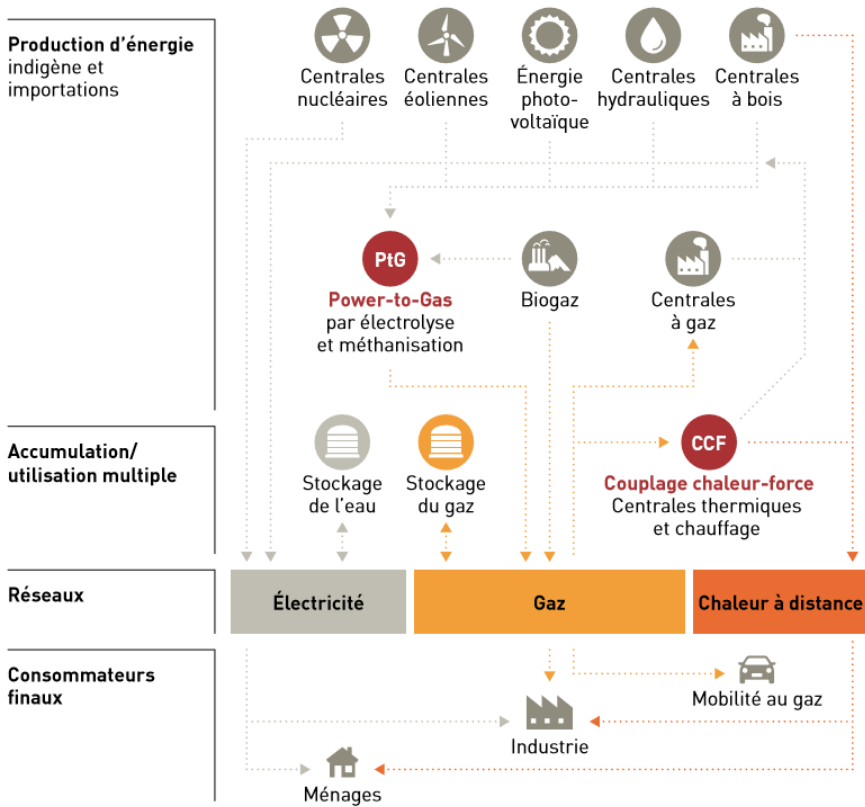 Production d’énergie
indigène et
importations
Centrales
nucléaires
Centrales
éoliennes
Énergie
photo-
voltaïque
Centrales
hydrauliques
Centrales
à bois
PtG
Power-to-Gas
par électrolyse
et méthanisation
Biogaz
Centrales
à gaz
Accumulation/
utilisation multiple
Stockage
de l’eau
Stockage
du gaz
CCF
Couplage chaleur-force
Centrales thermiques
et chauffage
Réseaux
Électricité
Gaz
Chaleur à distance
Consommateurs
finaux
Mobilité au gaz
Industrie
Ménages